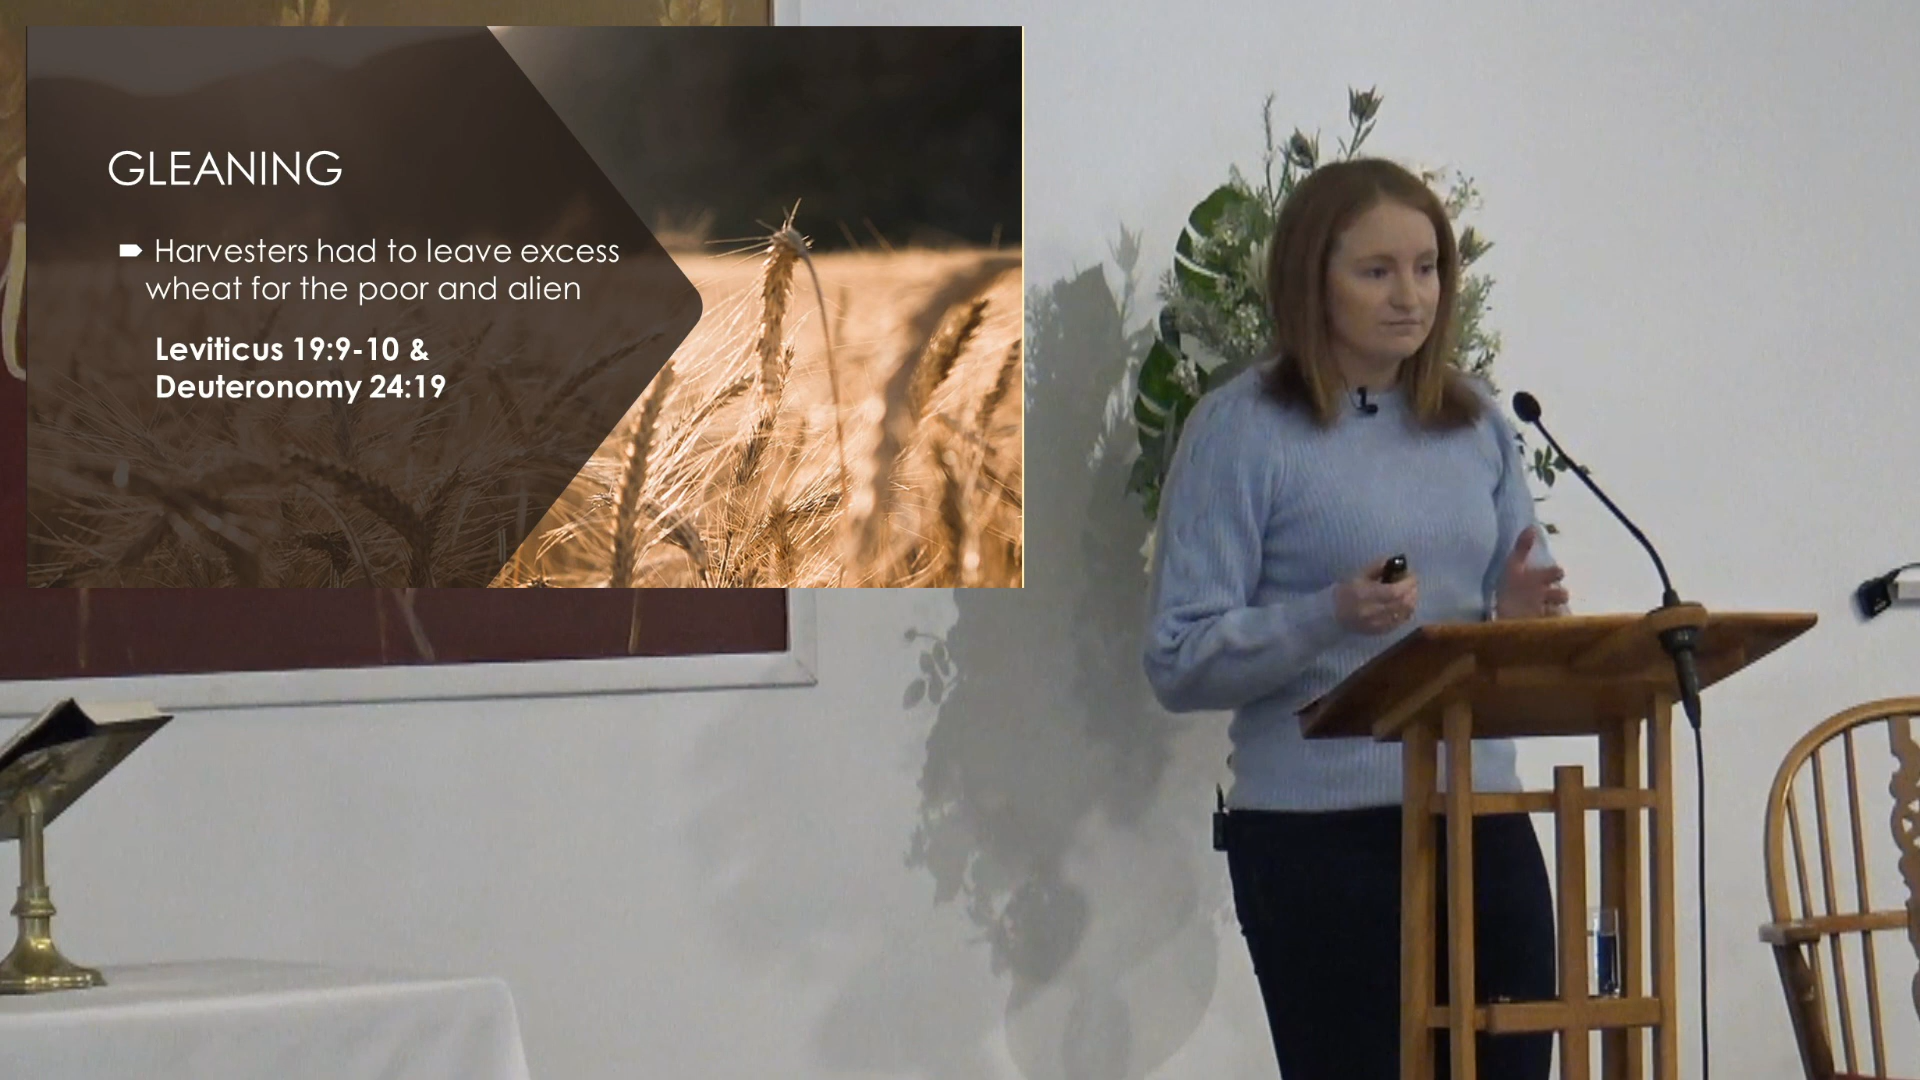 GLEANING
Harvesters had to leave excess
wheat for the poor and alien
Leviticus 19:9-10 &
Deuteronomy 24:19